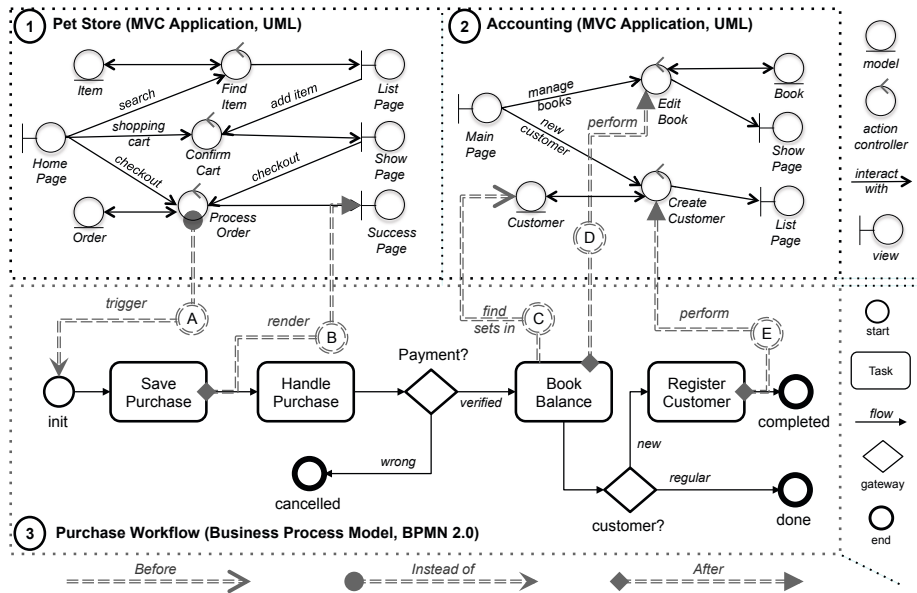 1 Pet Store (MVC Application, UML)
Item
Find
Item
List
Page
search
add item
Home
Page
shopping
cart
Confirm
Cart
Show
Page
checkout
checkout
Order
Process
Order
Success
Page
2 Accounting (MVC Application, UML)
Main
Page
manage
books
Edit
Book
Book
new
customer
perform
Show
Page
Customer
Create
Customer
List
Page
D
model
action
controller
interact
with
view
trigger
A
render
B
find
sets in
C
perform
E
init
Save
Purchase
Handle
Purchase
Payment?
verified
wrong
cancelled
Book
Balance
Register
Customer
completed
new
regular
customer?
done
3 Purchase Workflow (Business Process Model, BPMN 2.0)
start
Task
flow
gateway
end
Before
Instead of
After